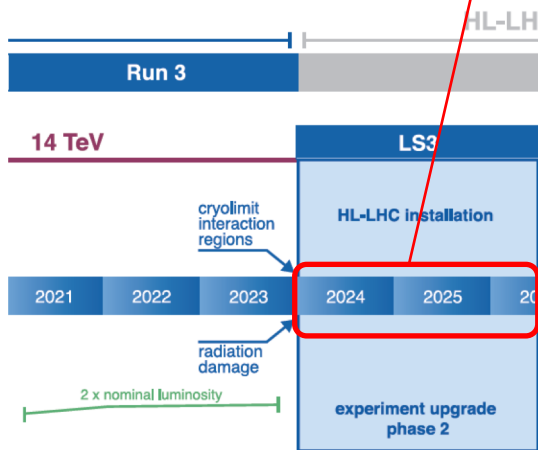 HL-LH
Run 3
14 TeV
LS3
cryolimit
interaction
regions
HL-LHC installation
2021 2022 2023 2024 2025 20
radiation
damage
2 x nominal luminosity
experiment upgrade
phase 2